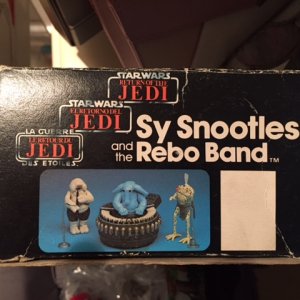 STAR WARS
RETURN OF THE
JEDI
STAR WARS
EL RETORNO DEL
JEDI
LA GUERRE
LE RETOUR DU
JEDI
DES ETOILES
Sy Snootles
and the Rebo Band™